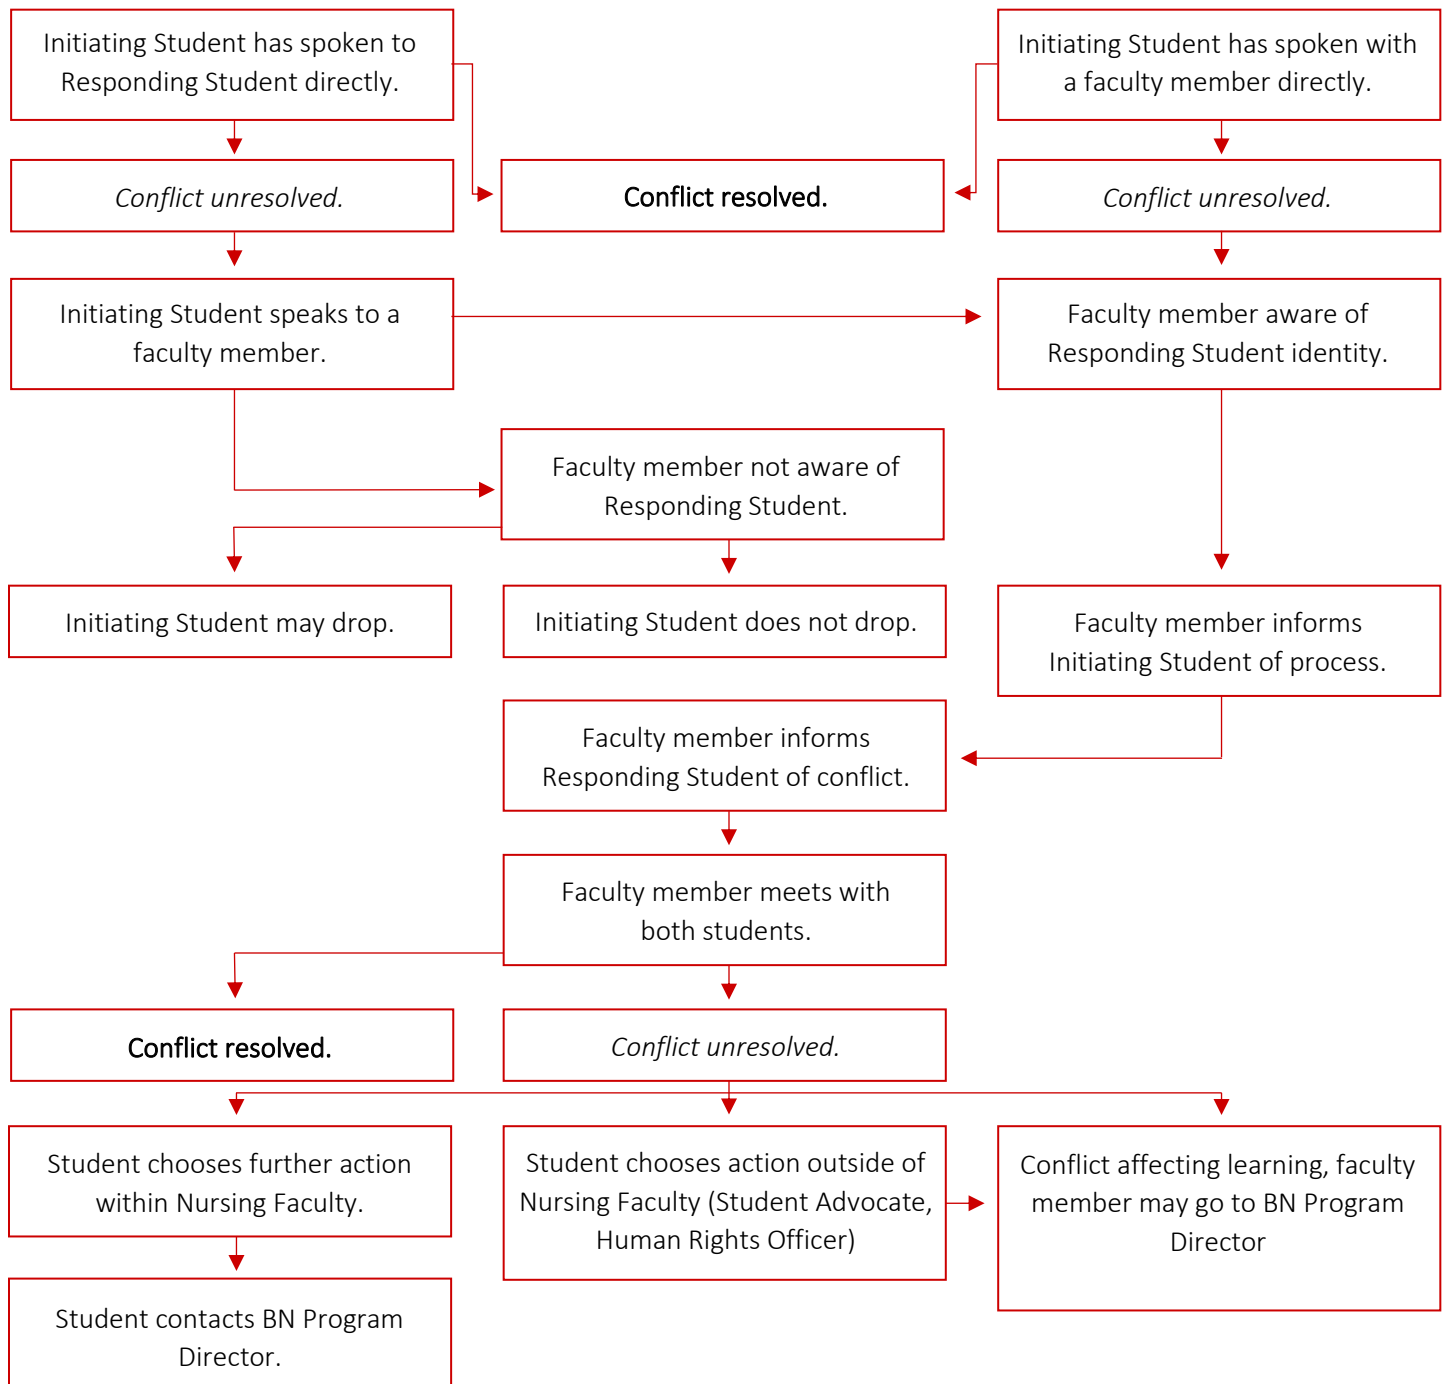 Initiating Student has spoken to
Responding Student directly.
Initiating Student has spoken with
a faculty member directly.
Conflict unresolved.
Conflict resolved.
Conflict unresolved.
Initiating Student speaks to a
faculty member.
Faculty member aware of
Responding Student identity.
Faculty member not aware of
Responding Student.
Initiating Student may drop.
Initiating Student does not drop.
Faculty member informs
Initiating Student of process.
Faculty member informs
Responding Student of conflict.
Faculty member meets with
both students.
Conflict resolved.
Conflict unresolved.
Student chooses further action
within Nursing Faculty.
Student chooses action outside of
Nursing Faculty (Student Advocate,
Human Rights Officer)
Conflict affecting learning, faculty
member may go to BN Program
Director
Student contacts BN Program
Director.